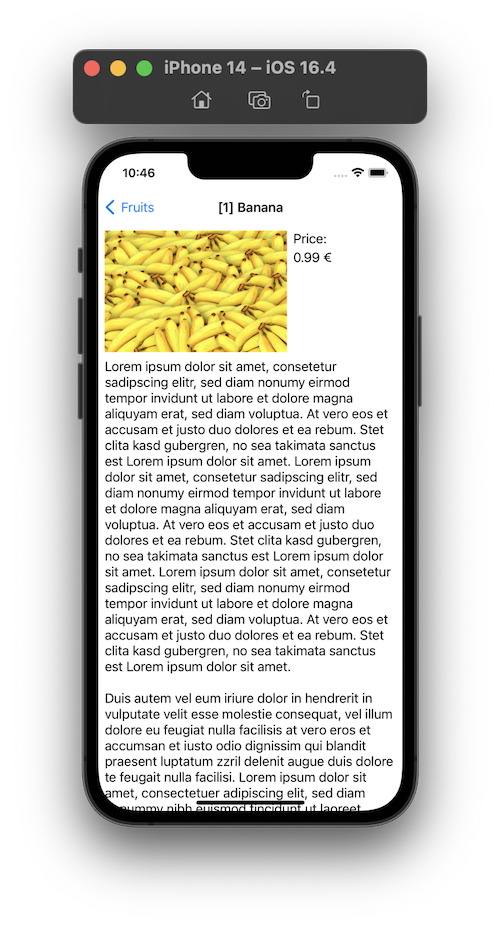 iPhone 14 – iOS 16.4
10:46
Fruits
[1] Banana
Price:
0.99 €
Lorem ipsum dolor sit amet, consetetur
sadipscing elitr, sed diam nonumy eirmod
tempor invidunt ut labore et dolore magna
aliquyam erat, sed diam voluptua. At vero eos et
accusam et justo duo dolores et ea rebum. Stet
clita kasd gubergren, no sea takimata sanctus
est Lorem ipsum dolor sit amet. Lorem ipsum
dolor sit amet, consetetur sadipscing elitr, sed
diam nonumy eirmod tempor invidunt ut labore
et dolore magna aliquyam erat, sed diam
voluptua. At vero eos et accusam et justo duo
dolores et ea rebum. Stet clita kasd gubergren,
no sea takimata sanctus est Lorem ipsum dolor
sit amet. Lorem ipsum dolor sit amet, consetetur
sadipscing elitr, sed diam nonumy eirmod
tempor invidunt ut labore et dolore magna
aliquyam erat, sed diam voluptua. At vero eos et
accusam et justo duo dolores et ea rebum. Stet
clita kasd gubergren, no sea takimata sanctus
est Lorem ipsum dolor sit amet.
Duis autem vel eum iriure dolor in hendrerit in
vulputate velit esse molestie consequat, vel illum
dolore eu feugiat nulla facilisis at vero eros et
accumsan et iusto odio dignissim qui blandit
praesent luptatum zzril delenit augue duis dolore
te feugait nulla facilisi. Lorem ipsum dolor sit
amet, consectetuer adipiscing elit, sed diam
nonummy nibh euismod tincidunt ut laoreet